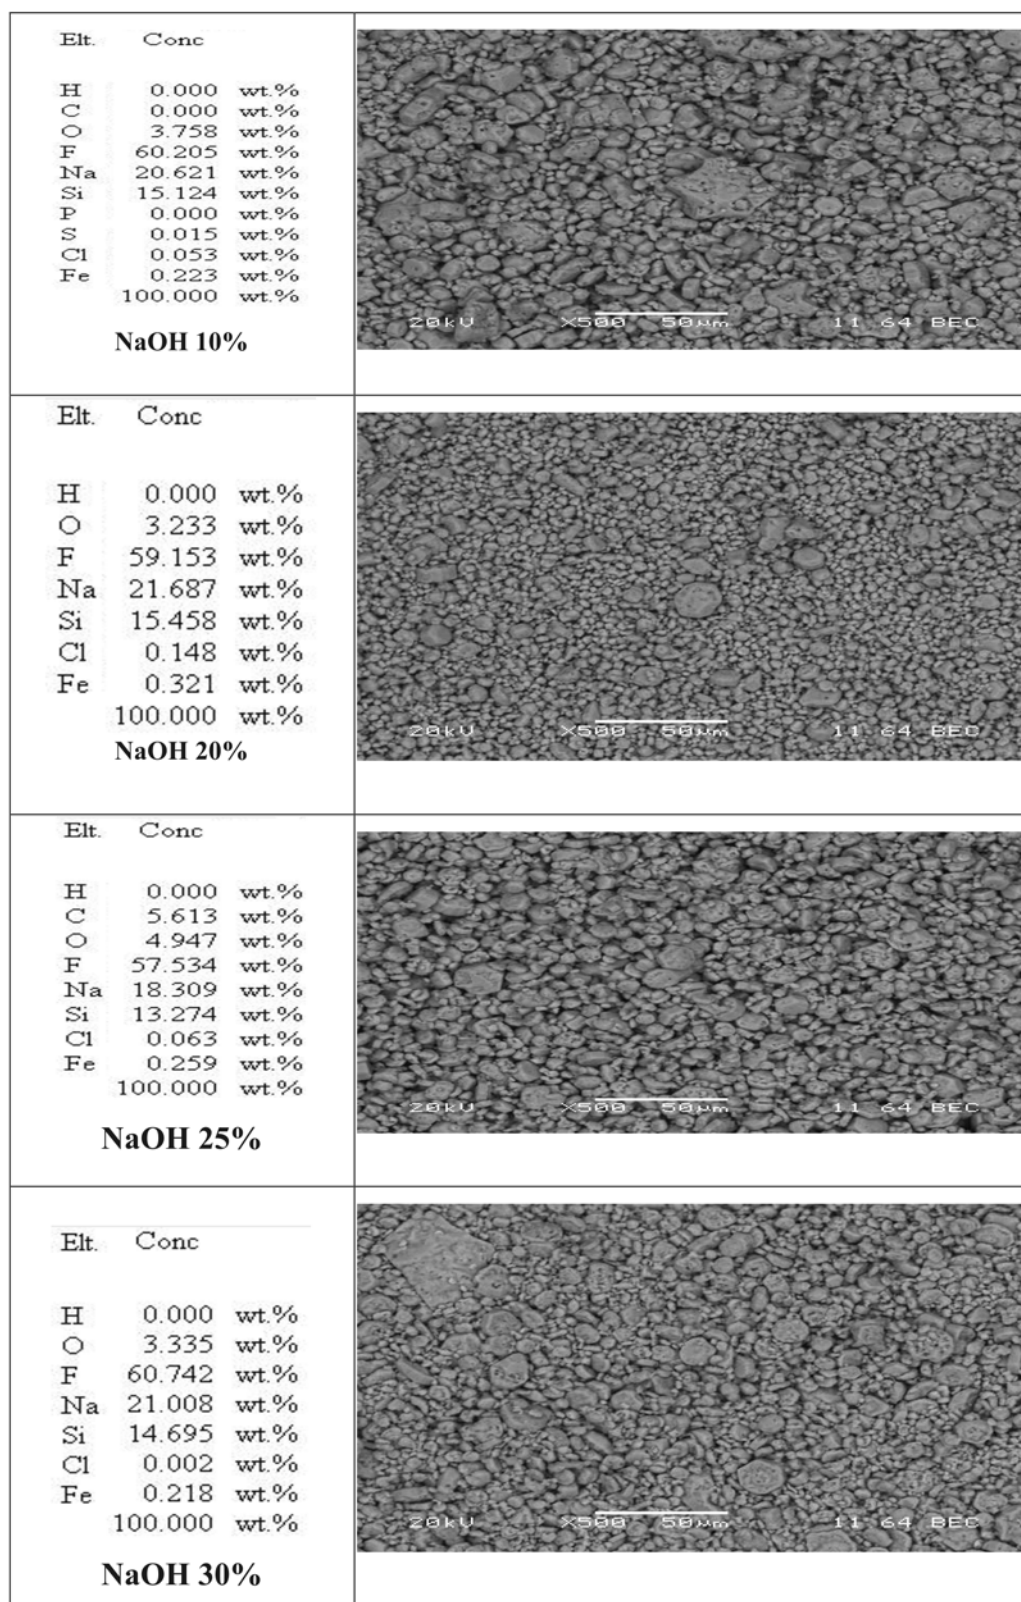 Elt. Conc
H 0.000 wt.%
C 0.000 wt.%
O 3.758 wt.%
F 60.205 wt.%
Na 20.621 wt.%
Si 15.124 wt.%
P 0.000 wt.%
S 0.015 wt.%
Cl 0.053 wt.%
Fe 0.223 wt.%
100.000 wt.%
NaOH 10%
20kV X500 50µm 11 64 BEC
Elt. Conc
H 0.000 wt.%
O 3.233 wt.%
F 59.153 wt.%
Na 21.687 wt.%
Si 15.458 wt.%
Cl 0.148 wt.%
Fe 0.321 wt.%
100.000 wt.%
NaOH 20%
20kV X500 50µm 11 64 BEC
Elt. Conc
H 0.000 wt.%
C 5.613 wt.%
O 4.947 wt.%
F 57.534 wt.%
Na 18.309 wt.%
Si 13.274 wt.%
Cl 0.063 wt.%
Fe 0.259 wt.%
100.000 wt.%
NaOH 25%
20kV X500 50µm 11 64 BEC
Elt. Conc
H 0.000 wt.%
O 3.335 wt.%
F 60.742 wt.%
Na 21.008 wt.%
Si 14.695 wt.%
Cl 0.002 wt.%
Fe 0.218 wt.%
100.000 wt.%
NaOH 30%
20kV X500 50µm 11 64 BEC